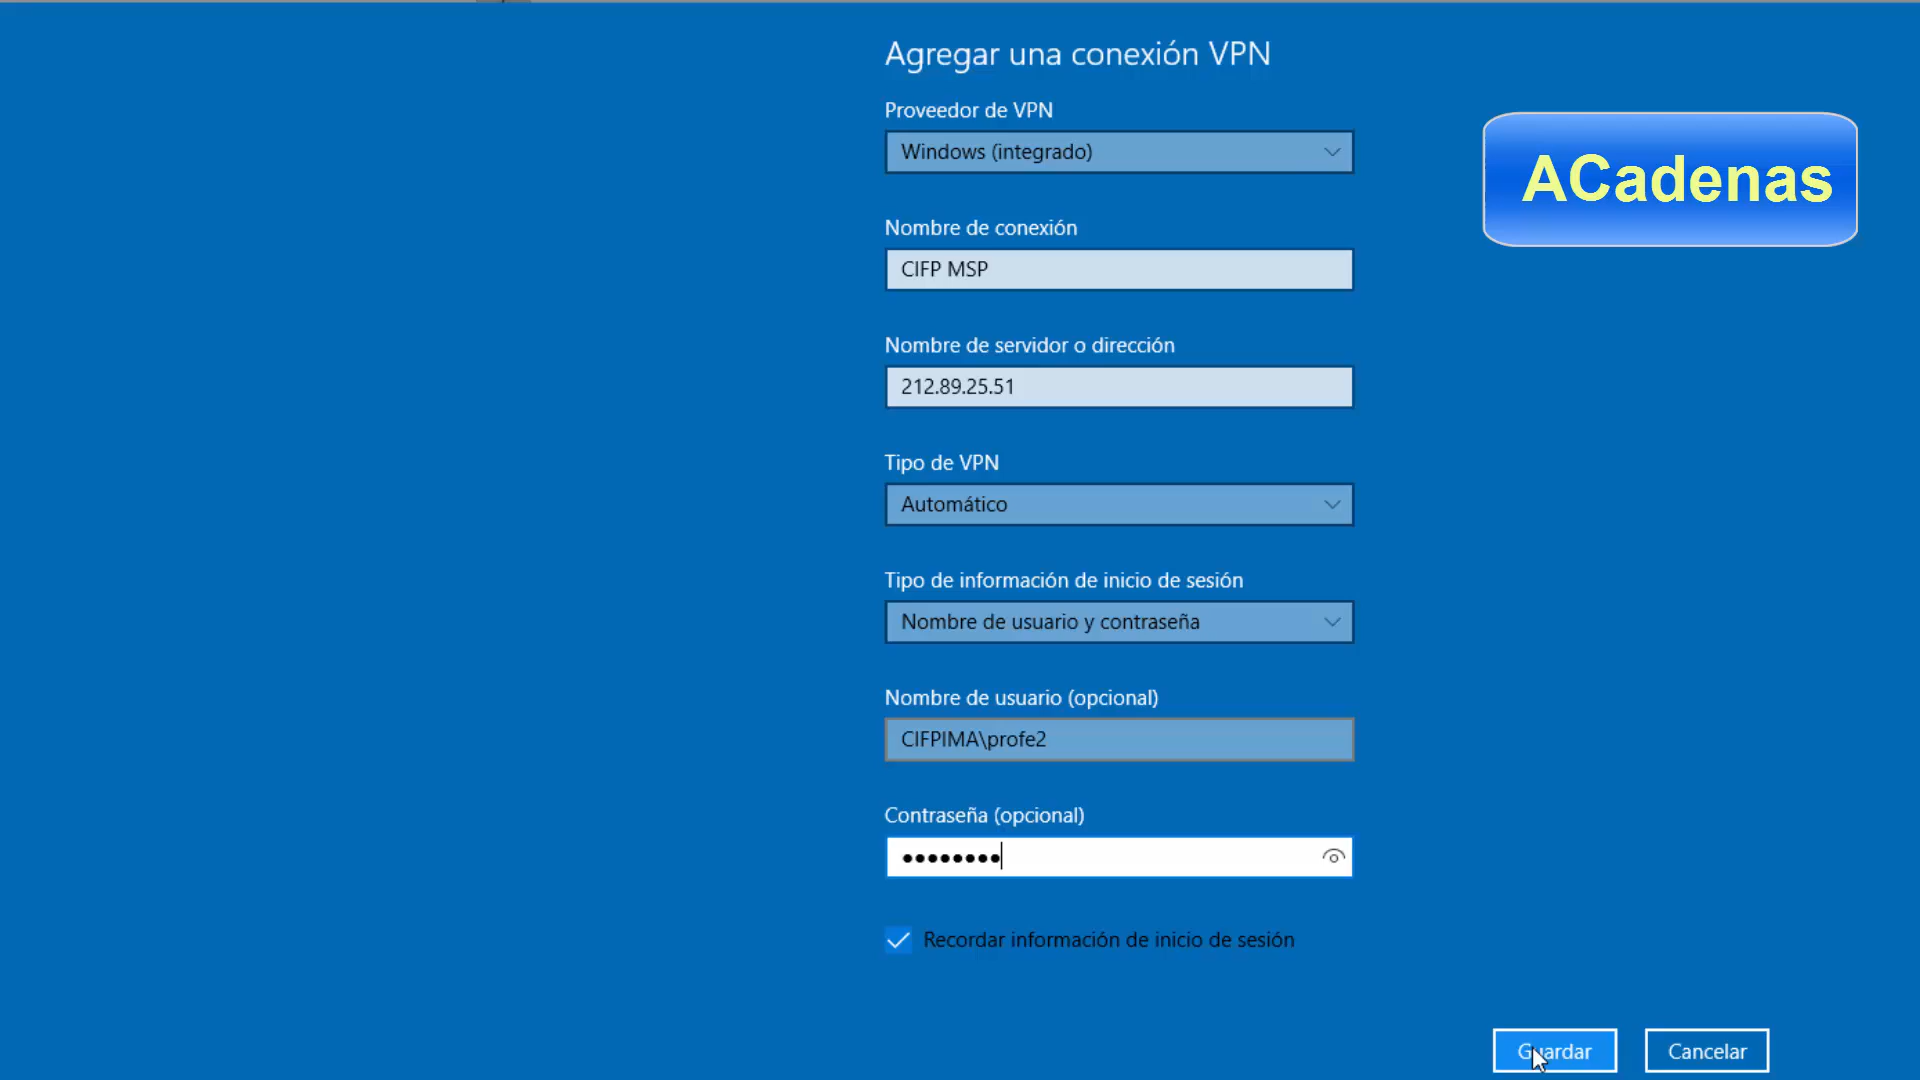 Agregar una conexión VPN
Proveedor de VPN
Windows (integrado)
ACadenas
Nombre de conexión
CIFP MSP
Nombre de servidor o dirección
212.89.25.51
Tipo de VPN
Automático
Tipo de información de inicio de sesión
Nombre de usuario y contraseña
Nombre de usuario (opcional)
CIFPIMA\profe2
Contraseña (opcional)
••••••••
Recordar información de inicio de sesión
Guardar
Cancelar